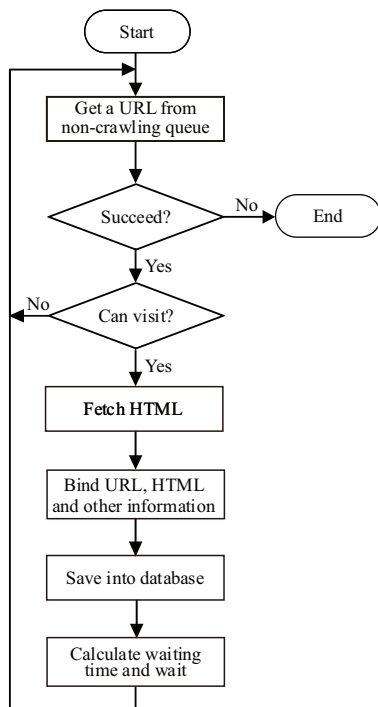 Start
Get a URL from
non-crawling queue
Succeed?
No
End
Yes
No
Can visit?
Yes
Fetch HTML
Bind URL, HTML
and other information
Save into database
Calculate waiting
time and wait